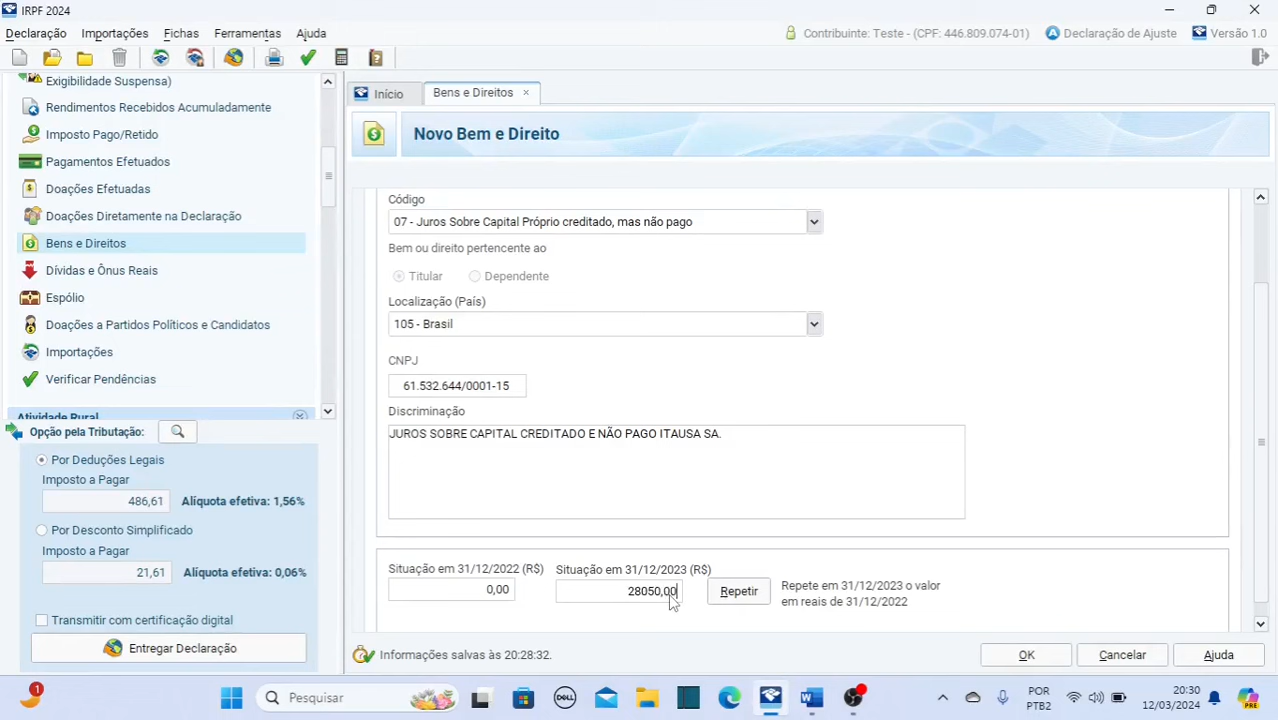 IRPF 2024
Declaração Importações Fichas Ferramentas Ajuda
Contribuinte: Teste - (CPF: 446.809.074-01) Declaração de Ajuste Versão 1.0
Exigibilidade Suspensa)
Rendimentos Recebidos Acumuladamente
Imposto Pago/Retido
Pagamentos Efetuados
Doações Efetuadas
Doações Diretamente na Declaração
Bens e Direitos
Dívidas e Ônus Reais
Espólio
Doações a Partidos Políticos e Candidatos
Importações
Verificar Pendências
Atividade Rural
Opção pela Tributação:
Por Deduções Legais
Imposto a Pagar
486,61 Alíquota efetiva: 1,56%
Por Desconto Simplificado
Imposto a Pagar
21,61 Alíquota efetiva: 0,06%
Transmitir com certificação digital
Entregar Declaração
Início Bens e Direitos ×
Novo Bem e Direito
Código
07 - Juros Sobre Capital Próprio creditado, mas não pago
Bem ou direito pertencente ao
Titular Dependente
Localização (País)
105 - Brasil
CNPJ
61.532.644/0001-15
Discriminação
JUROS SOBRE CAPITAL CREDITADO E NÃO PAGO ITAUSA SA.
Situação em 31/12/2022 (R$) Situação em 31/12/2023 (R$)
0,00 28050,00 Repetir
Repete em 31/12/2023 o valor
em reais de 31/12/2022
Informações salvas às 20:28:32.
OK Cancelar Ajuda
1 Pesquisar DELL W POR
PTB2
20:30
12/03/2024
PRE